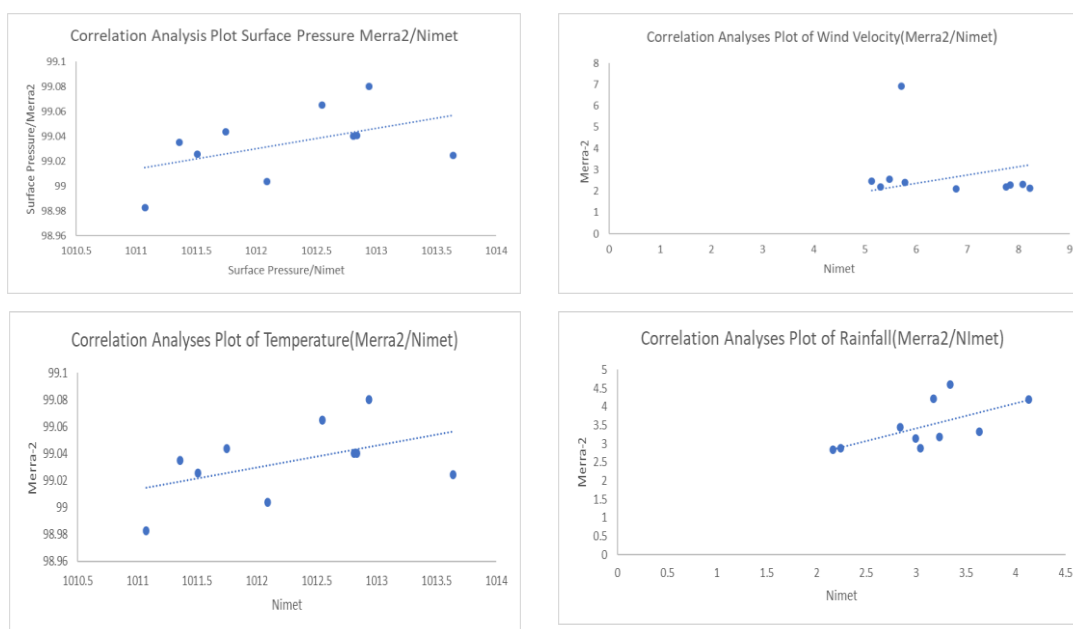 Correlation Analysis Plot Surface Pressure Merra2/Nimet
Surface Pressure/Merra2
99.1
99.08
99.06
99.04
99.02
99
98.98
98.96
1010.5 1011 1011.5 1012 1012.5 1013 1013.5 1014
Surface Pressure/Nimet
Correlation Analyses Plot of Wind Velocity(Merra2/Nimet)
Merra-2
8
7
6
5
4
3
2
1
0
0 1 2 3 4 5 6 7 8 9
Nimet
Correlation Analyses Plot of Temperature(Merra2/Nimet)
Merra-2
99.1
99.08
99.06
99.04
99.02
99
98.98
98.96
1010.5 1011 1011.5 1012 1012.5 1013 1013.5 1014
Nimet
Correlation Analyses Plot of Rainfall(Merra2/NImet)
Merra-2
5
4.5
4
3.5
3
2.5
2
1.5
1
0.5
0
0 0.5 1 1.5 2 2.5 3 3.5 4 4.5
Nimet